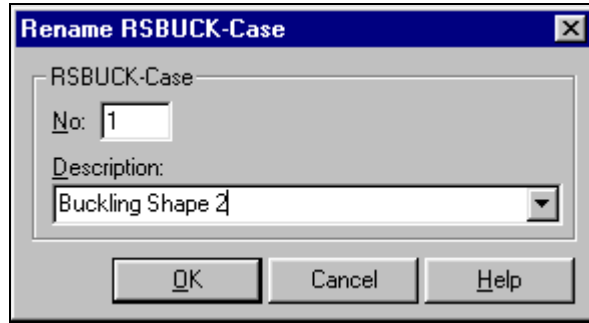 Rename RSBUCK-Case
RSBUCK-Case
No: 1
Description:
Buckling Shape 2
OK Cancel Help